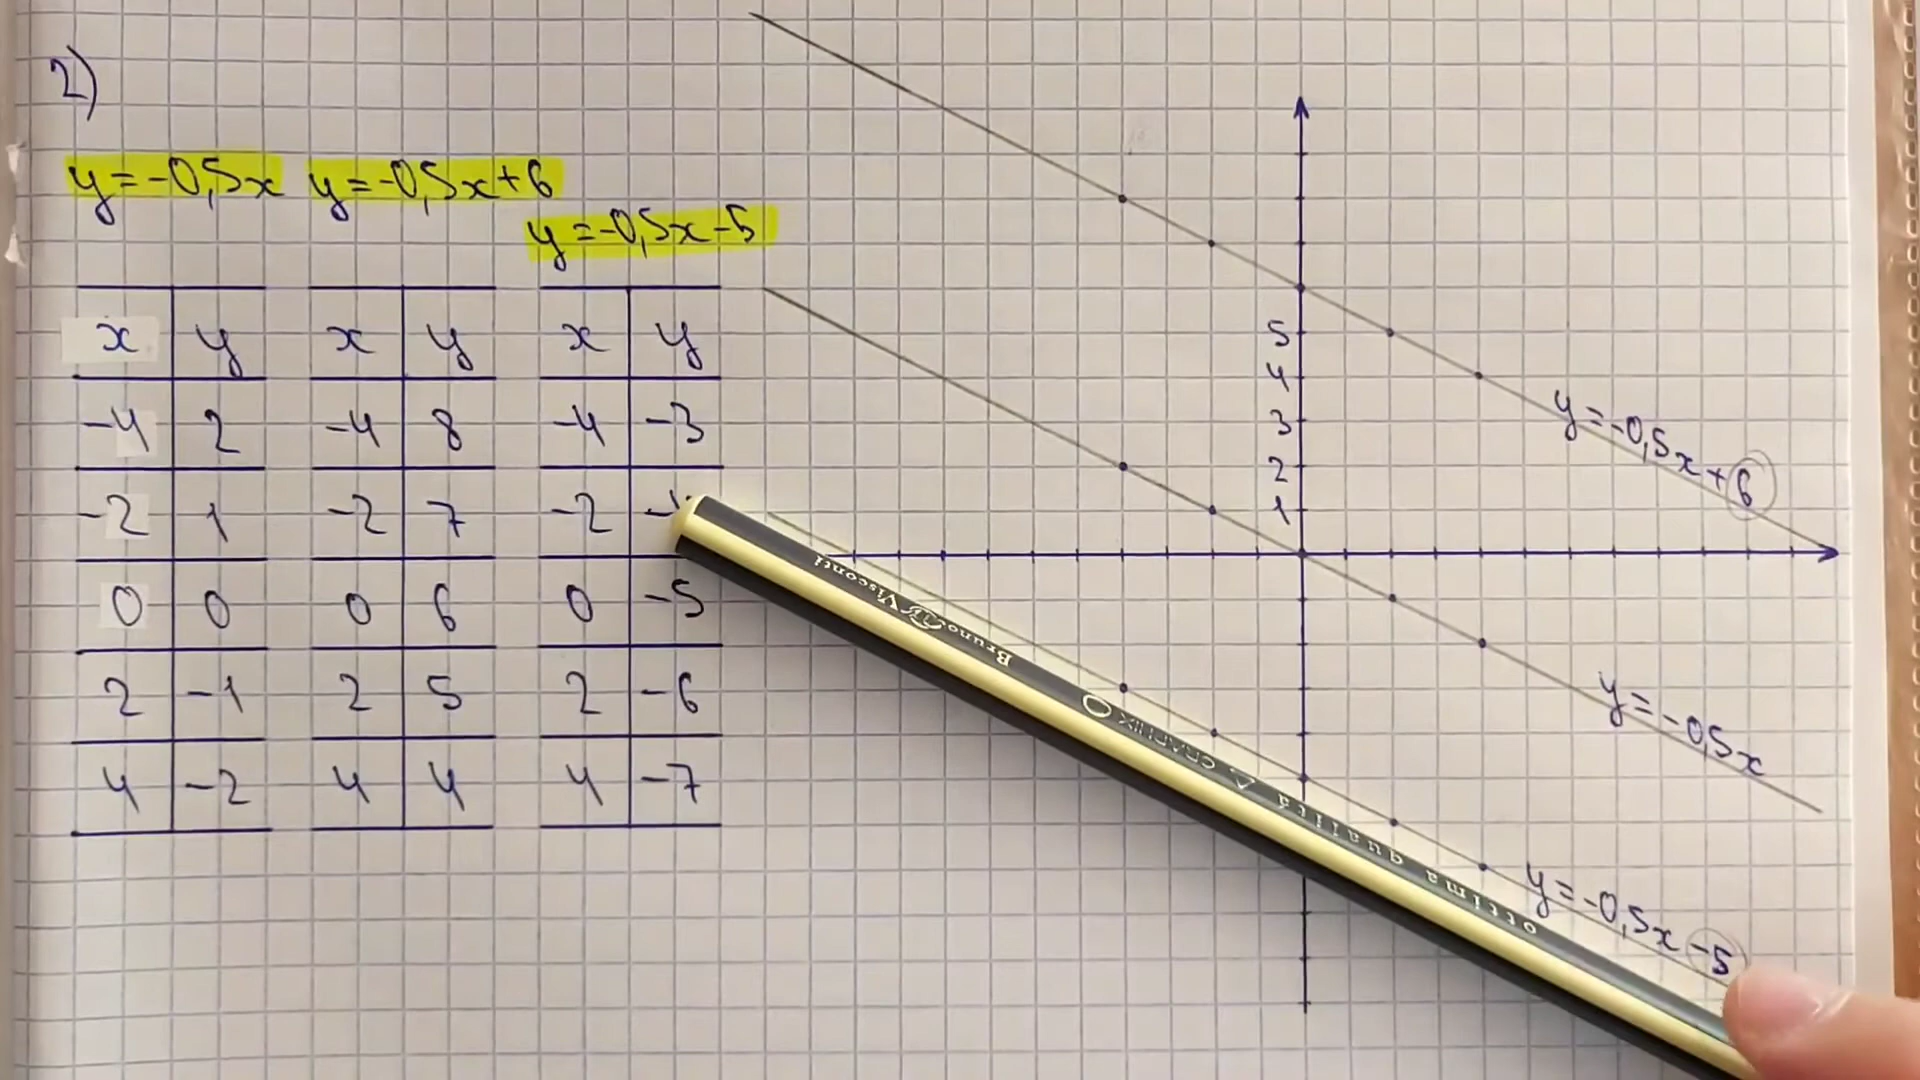 2)
y=-0,5x y=-0,5x+6
y=-0,5x-5
x y x y x y
-4 2 -4 8 -4 -3
-2 1 -2 7 -2
0 0 0 6 0 -5
2 -1 2 5 2 -6
4 -2 4 4 4 -7
5
4
3
2
1
y=-0,5x+6
y=-0,5x
y=-0,5x-5
Bruno Visconti
GRAPHIX qualità ottima